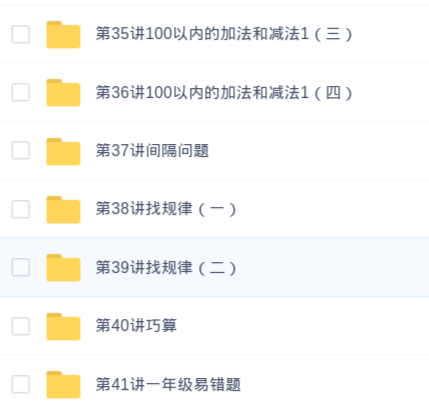 第35讲100以内的加法和减法1（三）
第36讲100以内的加法和减法1（四）
第37讲间隔问题
第38讲找规律（一）
第39讲找规律（二）
第40讲巧算
第41讲一年级易错题